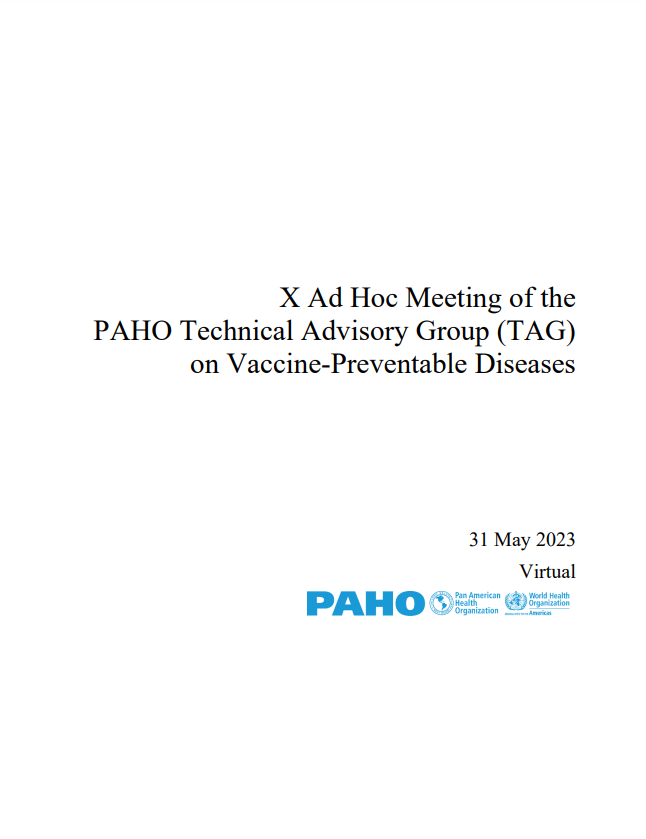 X Ad Hoc Meeting of the
PAHO Technical Advisory Group (TAG)
on Vaccine-Preventable Diseases
31 May 2023
Virtual
PAHO
Pan American
Health
Organization
World Health
Organization
Americas